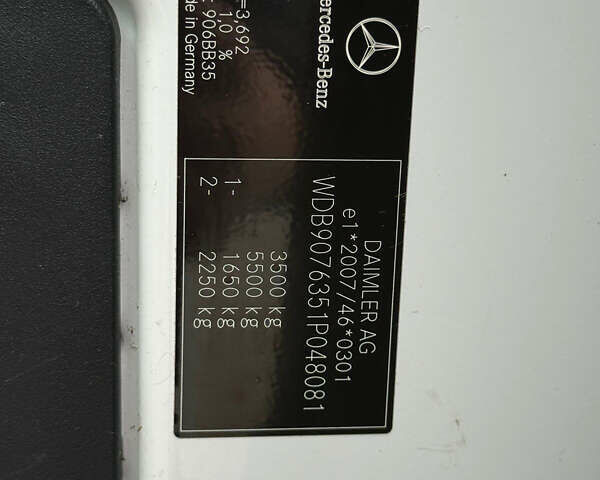 DAIMLER AG
e1*2007/46*0301
WDB9076351P048081
3500 kg
5500 kg
1- 1650 kg
2- 2250 kg
Mercedes-Benz
=3,692
1,0 %
: 906BB35
de in Germany